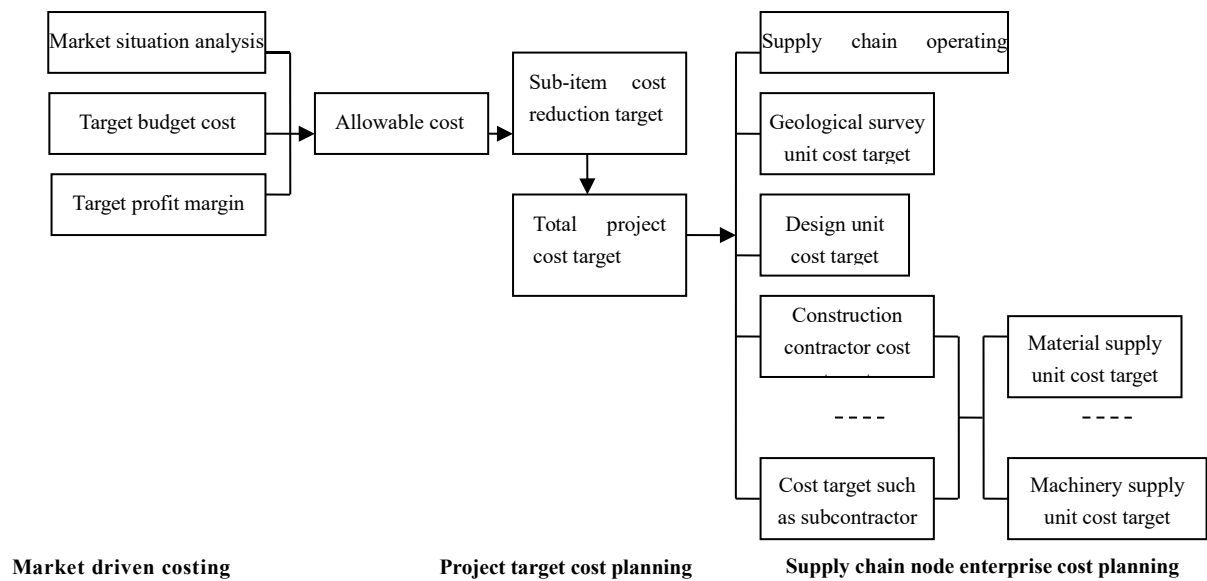 Market situation analysis
Target budget cost
Target profit margin
Allowable cost
Sub-item cost
reduction target
Total project
cost target
Supply chain operating
Geological survey
unit cost target
Design unit
cost target
Construction
contractor cost
Cost target such
as subcontractor
Material supply
unit cost target
Machinery supply
unit cost target
Market driven costing
Project target cost planning
Supply chain node enterprise cost planning